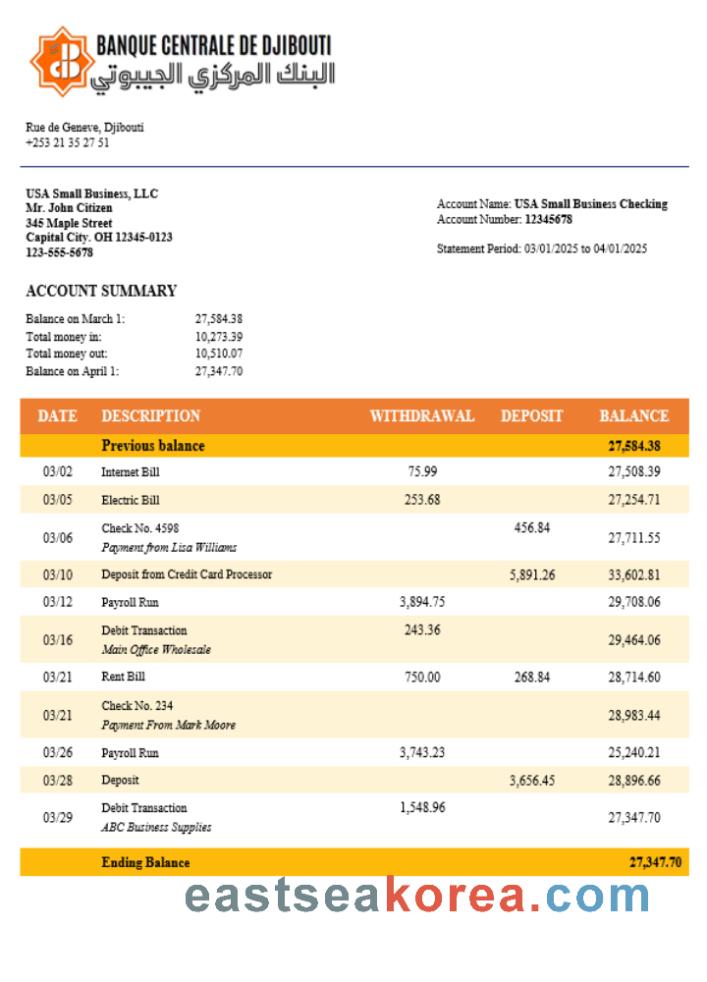 BANQUE CENTRALE DE DJIBOUTI
البنك المركزي الجيبوتي
Rue de Geneve, Djibouti
+253 21 35 27 51
USA Small Business, LLC
Mr. John Citizen
345 Maple Street
Capital City. OH 12345-0123
123-555-5678
Account Name: USA Small Business Checking
Account Number: 12345678
Statement Period: 03/01/2025 to 04/01/2025
ACCOUNT SUMMARY
Balance on March 1: 27,584.38
Total money in: 10,273.39
Total money out: 10,510.07
Balance on April 1: 27,347.70
DATE DESCRIPTION WITHDRAWAL DEPOSIT BALANCE
Previous balance 27,584.38
03/02 Internet Bill 75.99 27,508.39
03/05 Electric Bill 253.68 27,254.71
03/06 Check No. 4598 456.84 27,711.55
Payment from Lisa Williams
03/10 Deposit from Credit Card Processor 5,891.26 33,602.81
03/12 Payroll Run 3,894.75 29,708.06
03/16 Debit Transaction 243.36 29,464.06
Main Office Wholesale
03/21 Rent Bill 750.00 268.84 28,714.60
03/21 Check No. 234 28,983.44
Payment From Mark Moore
03/26 Payroll Run 3,743.23 25,240.21
03/28 Deposit 3,656.45 28,896.66
03/29 Debit Transaction 1,548.96 27,347.70
ABC Business Supplies
Ending Balance 27,347.70
eastseakorea.com